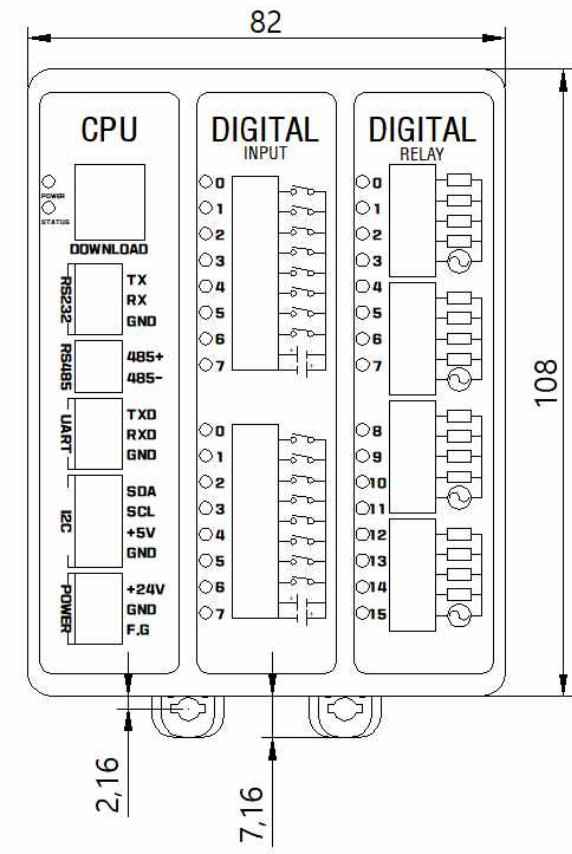 82
CPU
POWER
STATUS
DOWNLOAD
RS232
TX
RX
GND
RS485
485+
485-
UART
TXD
RXD
GND
I2C
SDA
SCL
+5V
GND
POWER
+24V
GND
F.G
DIGITAL
INPUT
0
1
2
3
4
5
6
7
0
1
2
3
4
5
6
7
DIGITAL
RELAY
0
1
2
3
4
5
6
7
8
9
10
11
12
13
14
15
108
2,16
7,16